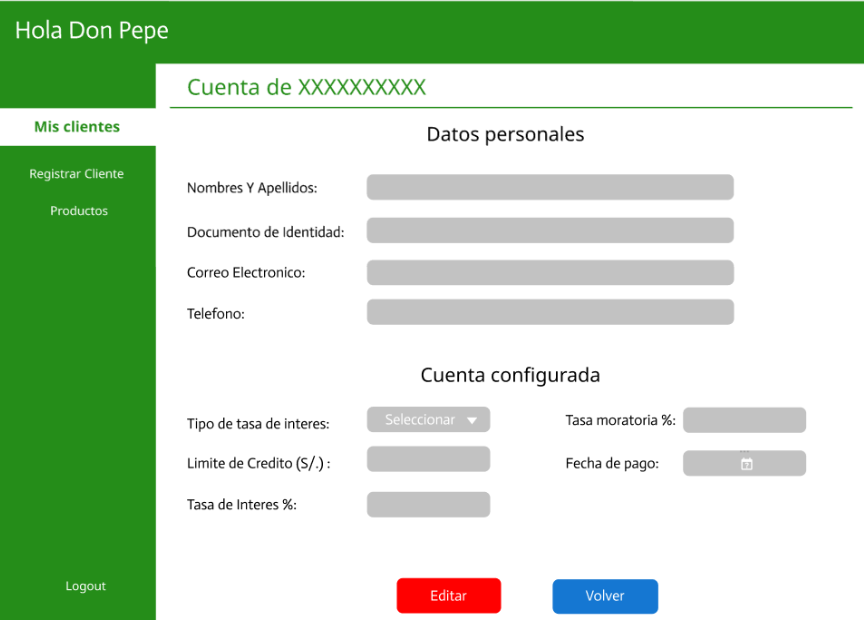 Hola Don Pepe
Cuenta de XXXXXXXXXX
Mis clientes
Registrar Cliente
Productos
Logout
Datos personales
Nombres Y Apellidos:
Documento de Identidad:
Correo Electronico:
Telefono:
Cuenta configurada
Tipo de tasa de interes: Seleccionar Tasa moratoria %:
Limite de Credito (S/.) : Fecha de pago:
Tasa de Interes %:
Editar Volver